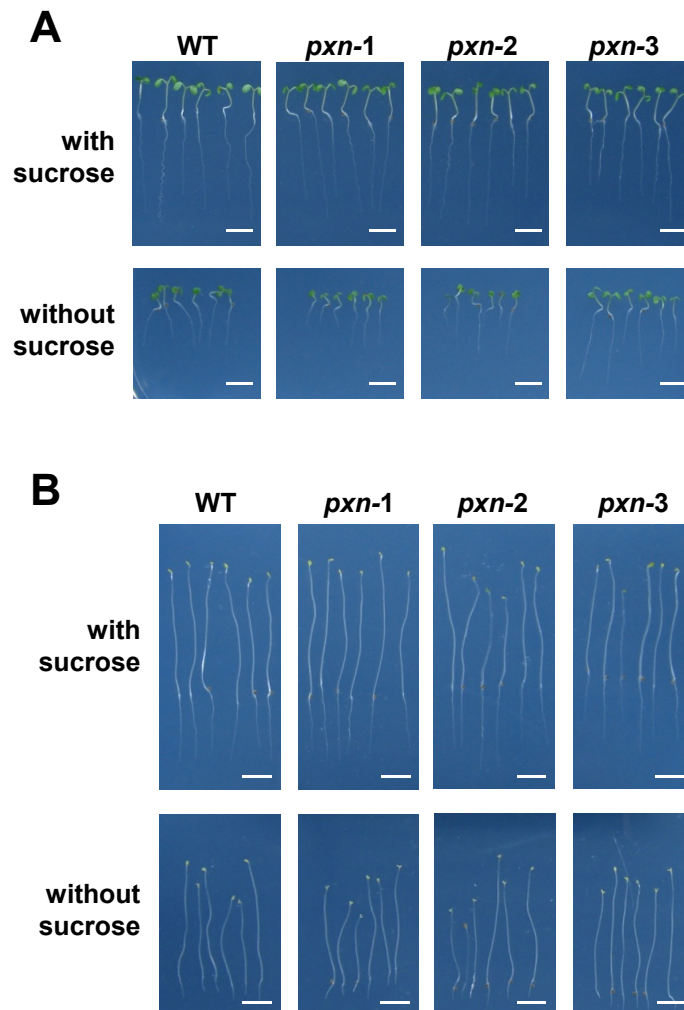 A
WT pxn-1 pxn-2 pxn-3
with
sucrose
without
sucrose
B
WT pxn-1 pxn-2 pxn-3
with
sucrose
without
sucrose